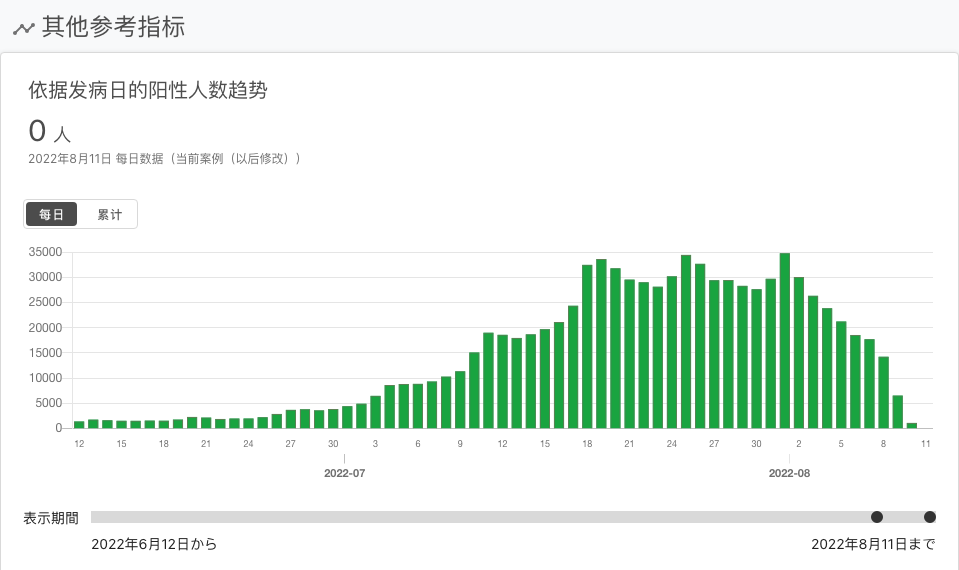 其他参考指标
依据发病日的阳性人数趋势
0 人
2022年8月11日 每日数据（当前案例（以后修改））
每日 累计
35000
30000
25000
20000
15000
10000
5000
0
12 15 18 21 24 27 30 3 6 9 12 15 18 21 24 27 30 2 5 8 11
2022-07 2022-08
表示期間
2022年6月12日から 2022年8月11日まで